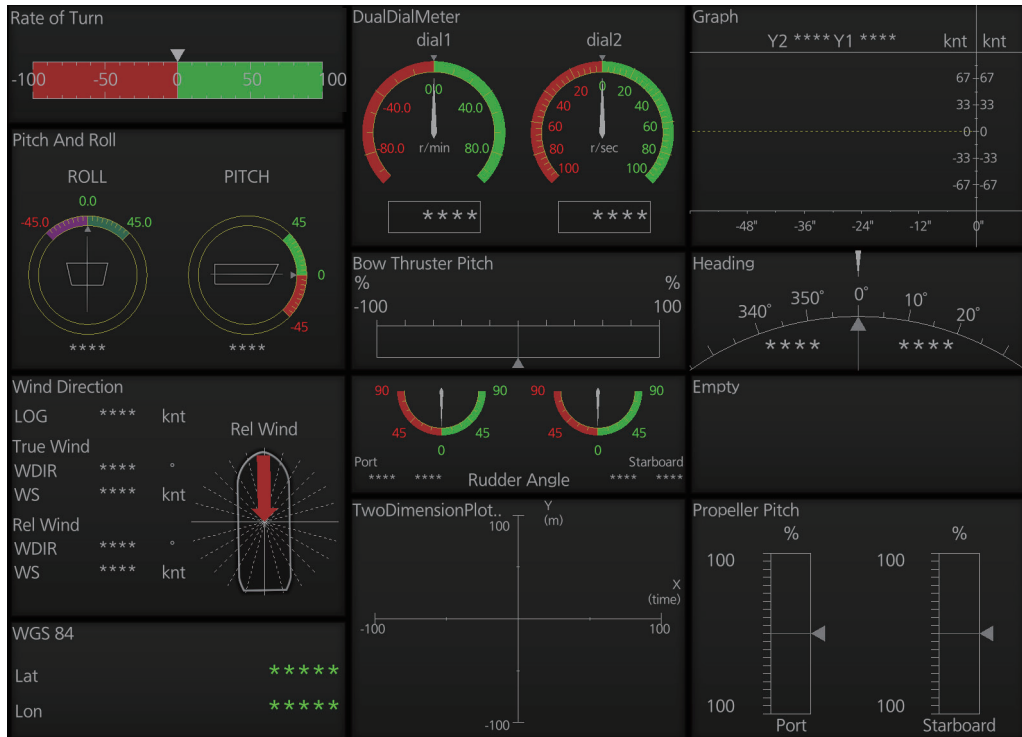 Rate of Turn
-100 -50 0 50 100
Pitch And Roll
ROLL PITCH
0.0
-45.0 45.0
45
0
-45
**** ****
Wind Direction
LOG **** knt
True Wind
WDIR **** °
WS **** knt
Rel Wind
WDIR **** °
WS **** knt
Rel Wind
WGS 84
Lat *****
Lon *****
DualDialMeter
dial1 dial2
0.0
-40.0 40.0
-80.0 80.0
r/min
0
20 20
40 40
60 60
80 80
100 100
r/sec
**** ****
Bow Thruster Pitch
% %
-100 100
90 90 90 90
45 45 45 45
0 0
Port Starboard
**** **** Rudder Angle **** ****
TwoDimensionPlot..
Y
(m)
100
X
(time)
-100 100
-100
Graph
Y2 **** Y1 **** knt knt
67 67
33 33
0 0
-33 -33
-67 -67
-48" -36" -24" -12" 0"
Heading
340° 350° 0° 10° 20°
**** ****
Empty
Propeller Pitch
% %
100 100
100 100
Port Starboard